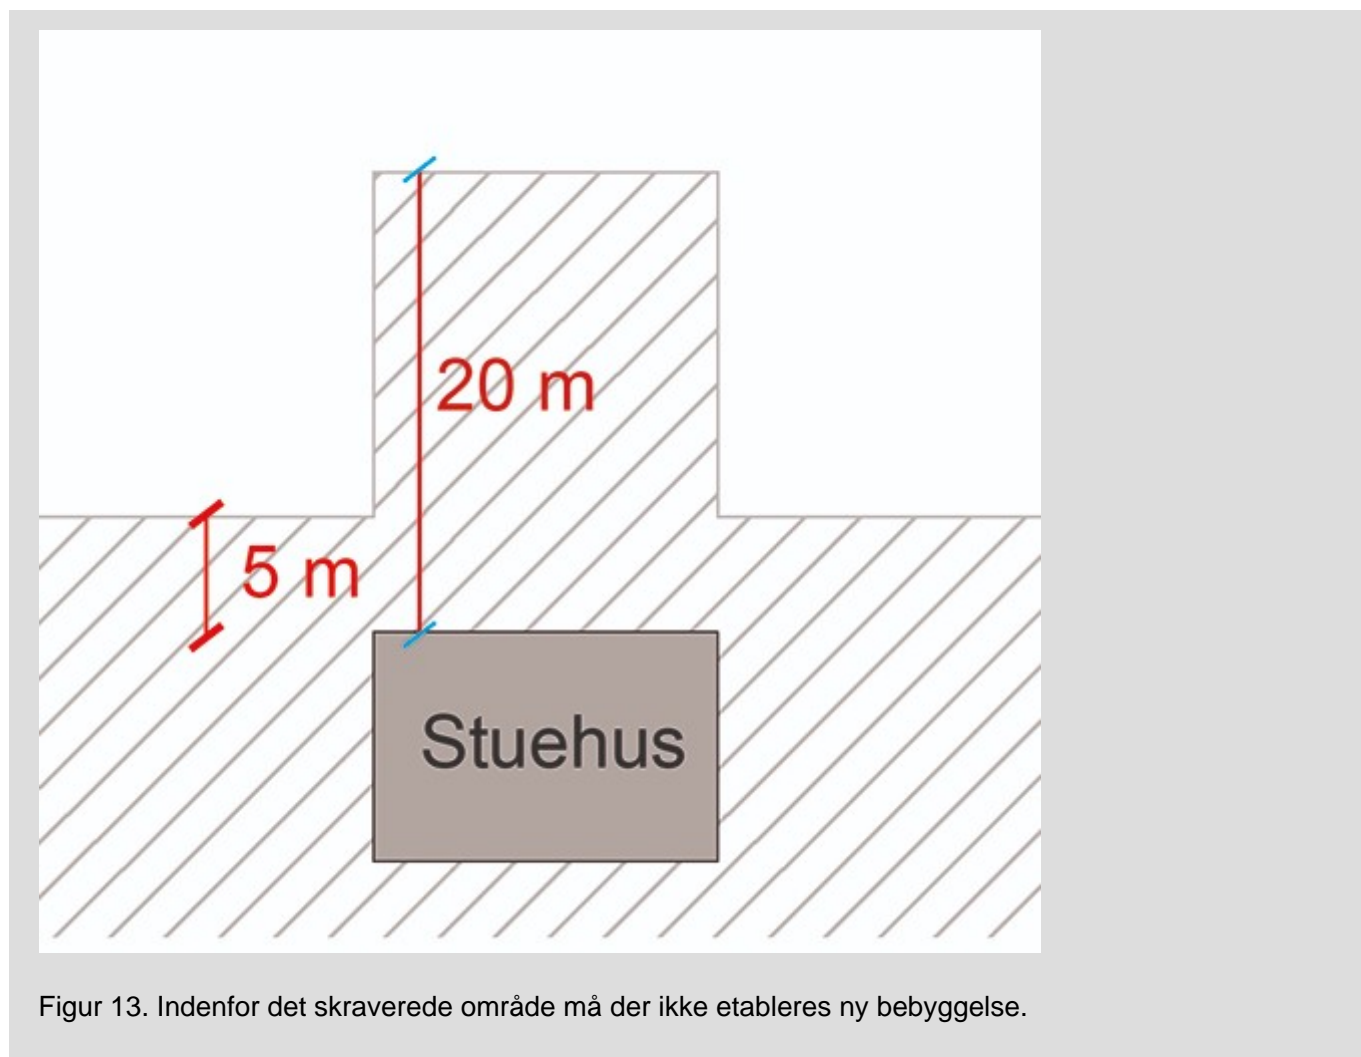 20 m
5 m
Stuehus
Figur 13. Indenfor det skraverede område må der ikke etableres ny bebyggelse.